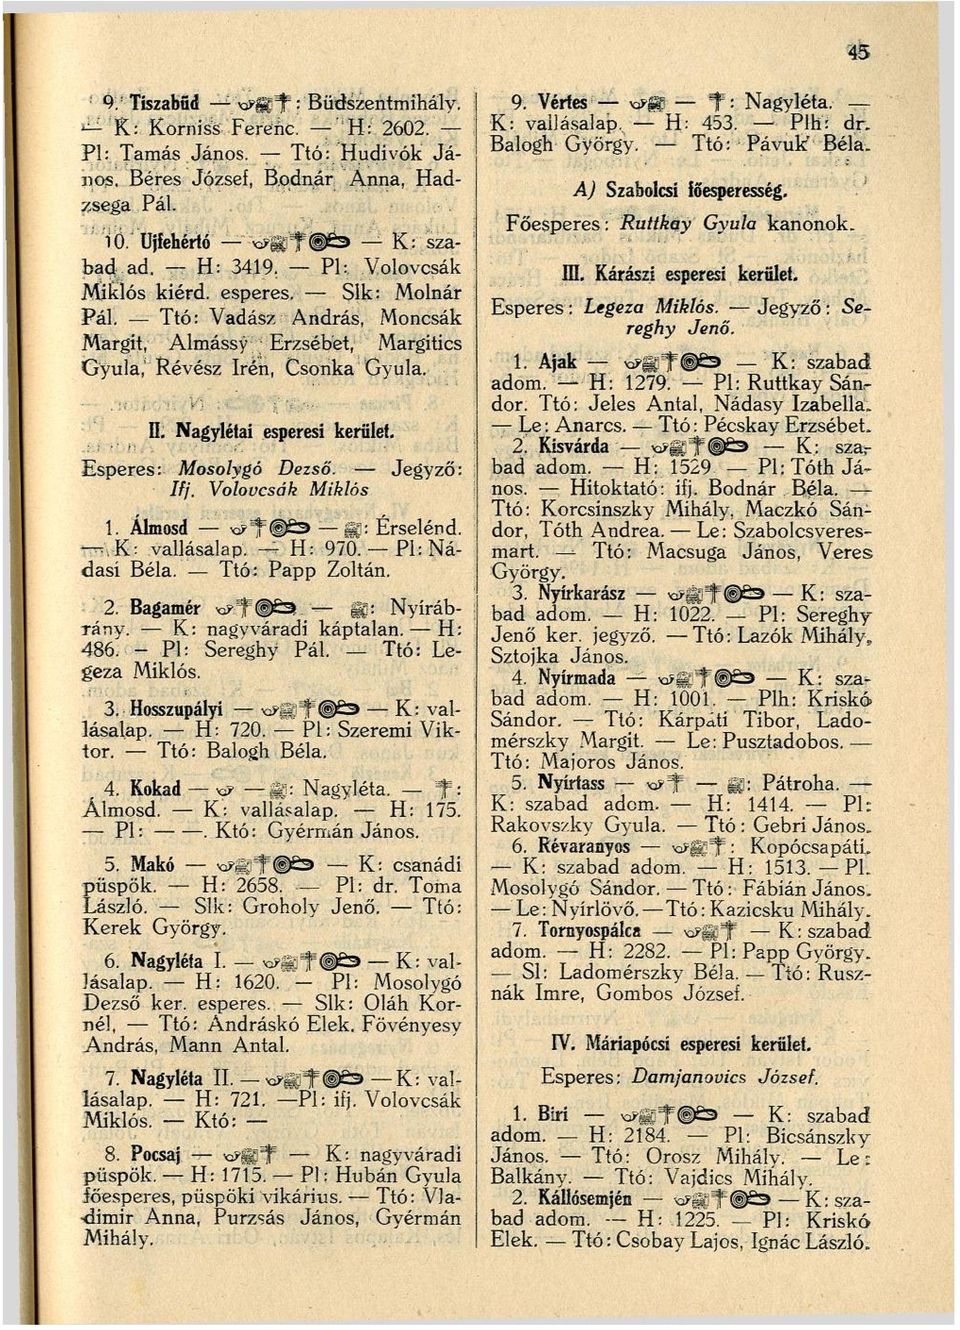 45
9. Tiszabűd — : Büdszentmihály.
— K: Korniss Ferenc. — H: 2602. —
Pl: Tamás János. — Ttó: Hudivók Já-
nos, Béres József, Bodnár Anna, Had-
zsega Pál.
10. Ujfehértó — — K: sza-
bad ad. — H: 3419. — Pl: Volovcsák
Miklós kiérd. esperes. — Slk: Molnár
Pál. — Ttó: Vadász András, Moncsák
Margit, Almássy Erzsébet, Margitics
Gyula, Révész Irén, Csonka Gyula.
II. Nagylétai esperesi kerület.
Esperes: Mosolygó Dezső. — Jegyző:
Ifj. Volovcsák Miklós
1. Álmosd — — : Érselénd.
— K: vallásalap. — H: 970. — Pl: Ná-
dasi Béla. — Ttó: Papp Zoltán.
2. Bagamér — : Nyíráb-
rány. — K: nagyváradi káptalan. — H:
486. — Pl: Sereghy Pál. — Ttó: Le-
geza Miklós.
3. Hosszupályi — — K: val-
lásalap. — H: 720. — Pl: Szeremi Vik-
tor. — Ttó: Balogh Béla.
4. Kokad — — : Nagyléta. — :
Álmosd. — K: vallásalap. — H: 175.
— Pl: — —. Któ: Gyérmán János.
5. Makó — — K: csanádi
püspök. — H: 2658. — Pl: dr. Toma
László. — Slk: Groholy Jenő. — Ttó:
Kerek György.
6. Nagyléta I. — — K: val-
lásalap. — H: 1620. — Pl: Mosolygó
Dezső ker. esperes. — Slk: Oláh Kor-
nél, — Ttó: Andráskó Elek, Fövényesy
András, Mann Antal.
7. Nagyléta II. — — K: val-
lásalap. — H: 721. —Pl: ifj. Volovcsák
Miklós. — Któ: —
8. Pocsaj — — K: nagyváradi
püspök. — H: 1715. — Pl: Hubán Gyula
főesperes, püspöki vikárius. — Ttó: Vla-
dimir Anna, Purzsás János, Gyérmán
Mihály.
9. Vértes — — : Nagyléta. —
K: vallásalap. — H: 453. — Plh: dr.
Balogh György. — Ttó: Pávuk Béla.
A) Szabolcsi főesperesség.
Főesperes: Ruttkay Gyula kanonok.
III. Kárászi esperesi kerület.
Esperes: Legeza Miklós. — Jegyző: Se-
reghy Jenő.
1. Ajak — — K: szabad
adom. — H: 1279. — Pl: Ruttkay Sán-
dor. Ttó: Jeles Antal, Nádasy Izabella.
— Le: Anarcs. — Ttó: Pécskay Erzsébet.
2. Kisvárda — — K: sza-
bad adom. — H: 1529 — Pl: Tóth Já-
nos. — Hitoktató: ifj. Bodnár Béla. —
Ttó: Korcsinszky Mihály, Maczkó Sán-
dor, Tóth Andrea. — Le: Szabolcsveres-
mart. — Ttó: Macsuga János, Veres
György.
3. Nyírkarász — — K: sza-
bad adom. — H: 1022. — Pl: Sereghy
Jenő ker. jegyző. — Ttó: Lazók Mihály,
Sztojka János.
4. Nyírmada — — K: sza-
bad adom. — H: 1001. — Plh: Kriskó
Sándor. — Ttó: Kárpáti Tibor, Lado-
mérszky Margit. — Le: Pusztadobos. —
Ttó: Majoros János.
5. Nyírtass — — : Pátroha. —
K: szabad adom. — H: 1414. — Pl:
Rakovszky Gyula. — Ttó: Gebri János.
6. Révaranyos — : Kopócsapáti.
— K: szabad adom. — H: 1513. — Pl.
Mosolygó Sándor. — Ttó: Fábián János.
— Le: Nyírlövő. — Ttó: Kazicsku Mihály.
7. Tornyospálca — — K: szabad
adom. — H: 2282. — Pl: Papp György.
— Sl: Ladomérszky Béla. — Ttó: Rusz-
nák Imre, Gombos József.
IV. Máriapócsi esperesi kerület.
Esperes: Damjanovics József.
1. Biri — — K: szabad
adom. — H: 2184. — Pl: Bicsánszky
János. — Ttó: Orosz Mihály. — Le:
Balkány. — Ttó: Vajdics Mihály.
2. Kállósemjén — — K: sza-
bad adom. — H: 1225. — Pl: Kriskó
Elek. — Ttó: Csobay Lajos, Ignác László.